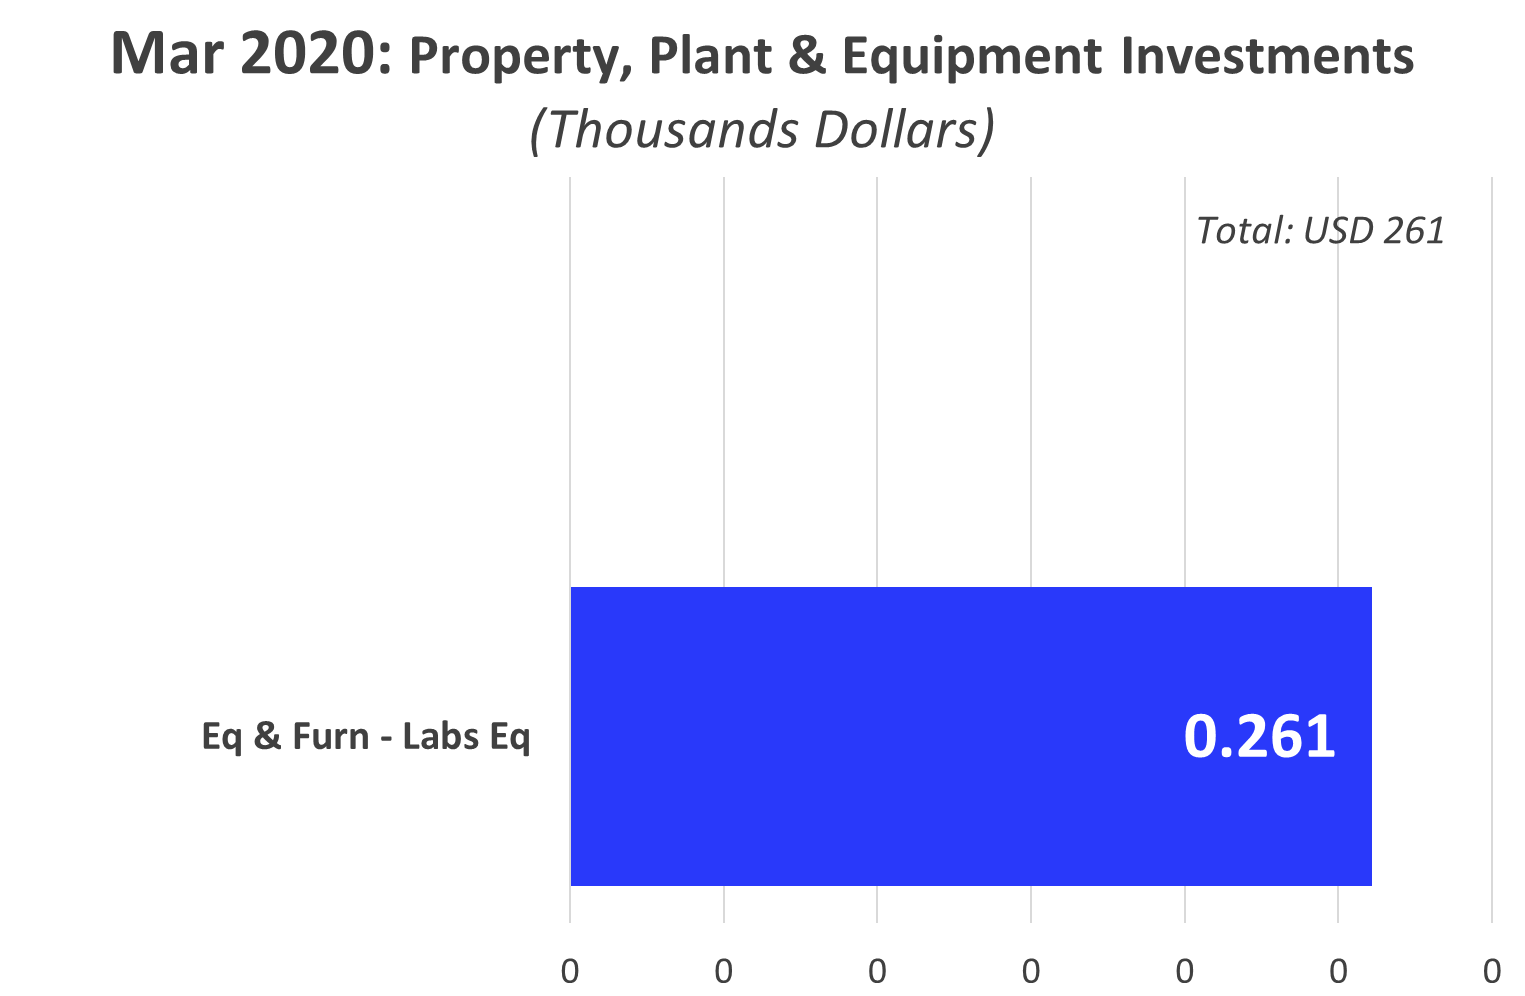 Mar 2020: Property, Plant & Equipment Investments
(Thousands Dollars)
Total: USD 261
Eq & Furn - Labs Eq
0.261
0 0 0 0 0 0 0